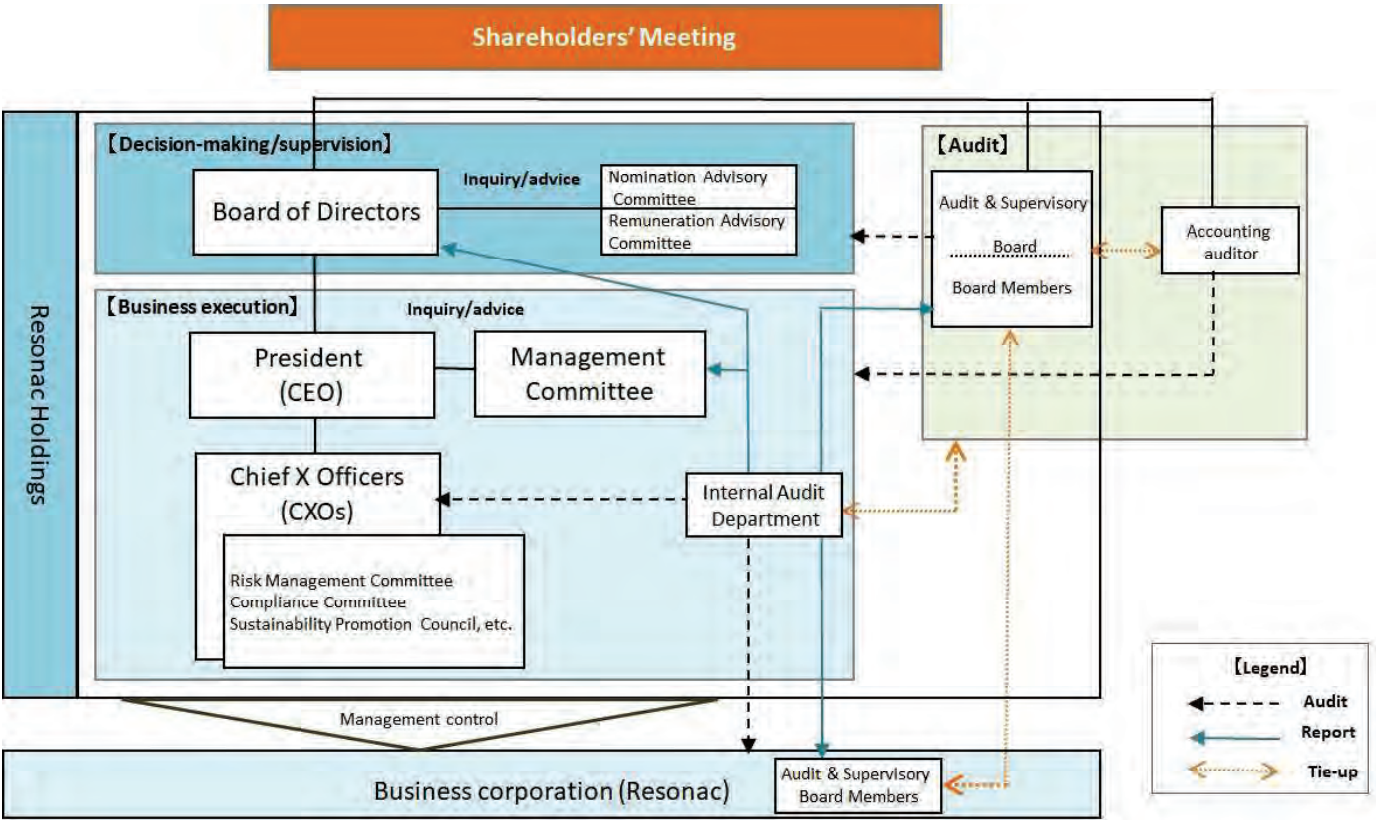 Shareholders' Meeting
Resonac Holdings
【Decision-making/supervision】
Board of Directors
Inquiry/advice
Nomination Advisory
Committee
Remuneration Advisory
Committee
【Audit】
Audit & Supervisory
Board
Board Members
Accounting
auditor
【Business execution】
Inquiry/advice
President
(CEO)
Management
Committee
Chief X Officers
(CXOs)
Risk Management Committee
Compliance Committee
Sustainability Promotion Council, etc.
Internal Audit
Department
Management control
Business corporation (Resonac)
Audit & Supervisory
Board Members
【Legend】
Audit
Report
Tie-up